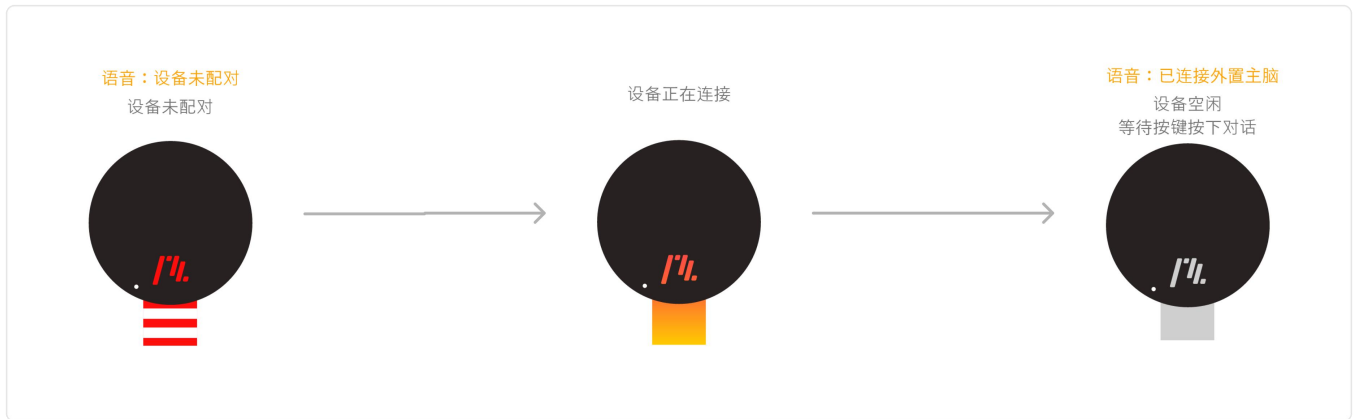 语音：设备未配对
设备未配对
设备正在连接
语音：已连接外置主脑
设备空闲
等待按键按下对话